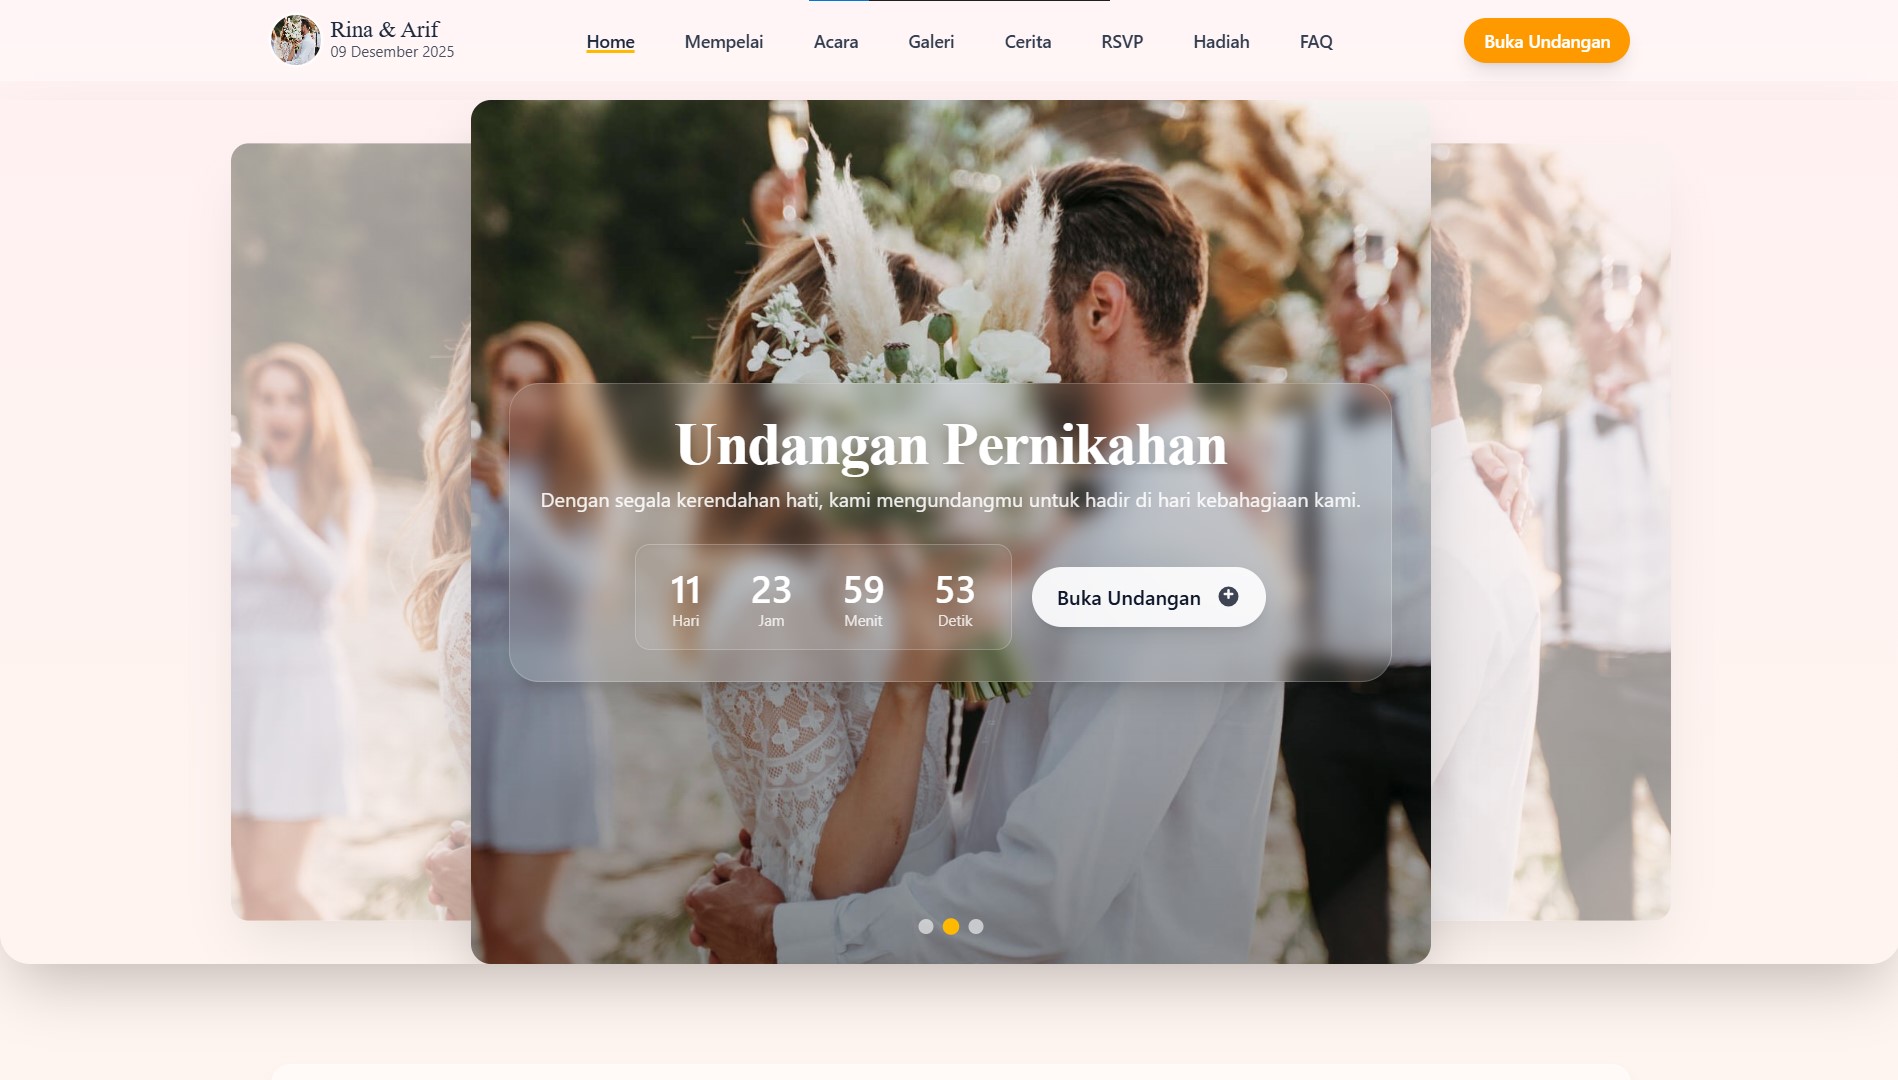 Rina & Arif
09 Desember 2025
Home
Mempelai
Acara
Galeri
Cerita
RSVP
Hadiah
FAQ
Buka Undangan
Undangan Pernikahan
Dengan segala kerendahan hati, kami mengundangmu untuk hadir di hari kebahagiaan kami.
11
Hari
23
Jam
59
Menit
53
Detik
Buka Undangan